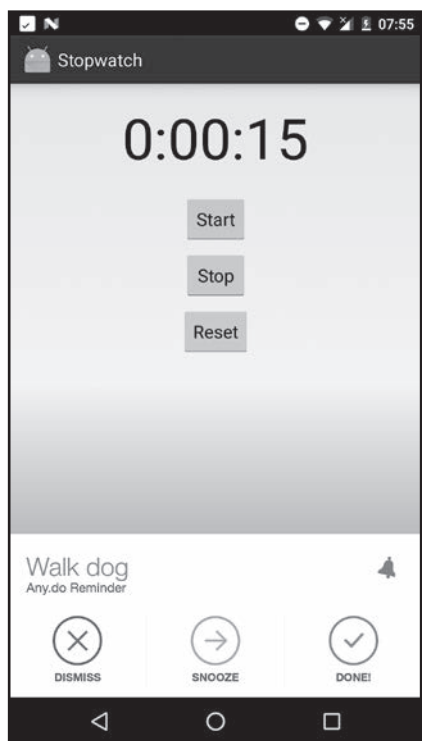 07:55
Stopwatch
0:00:15
Start
Stop
Reset
Walk dog
Any.do Reminder
DISMISS SNOOZE DONE!